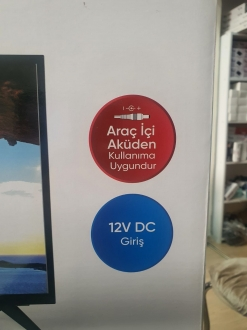 Araç İçi
Aküden
Kullanıma
Uygundur
12V DC
Giriş